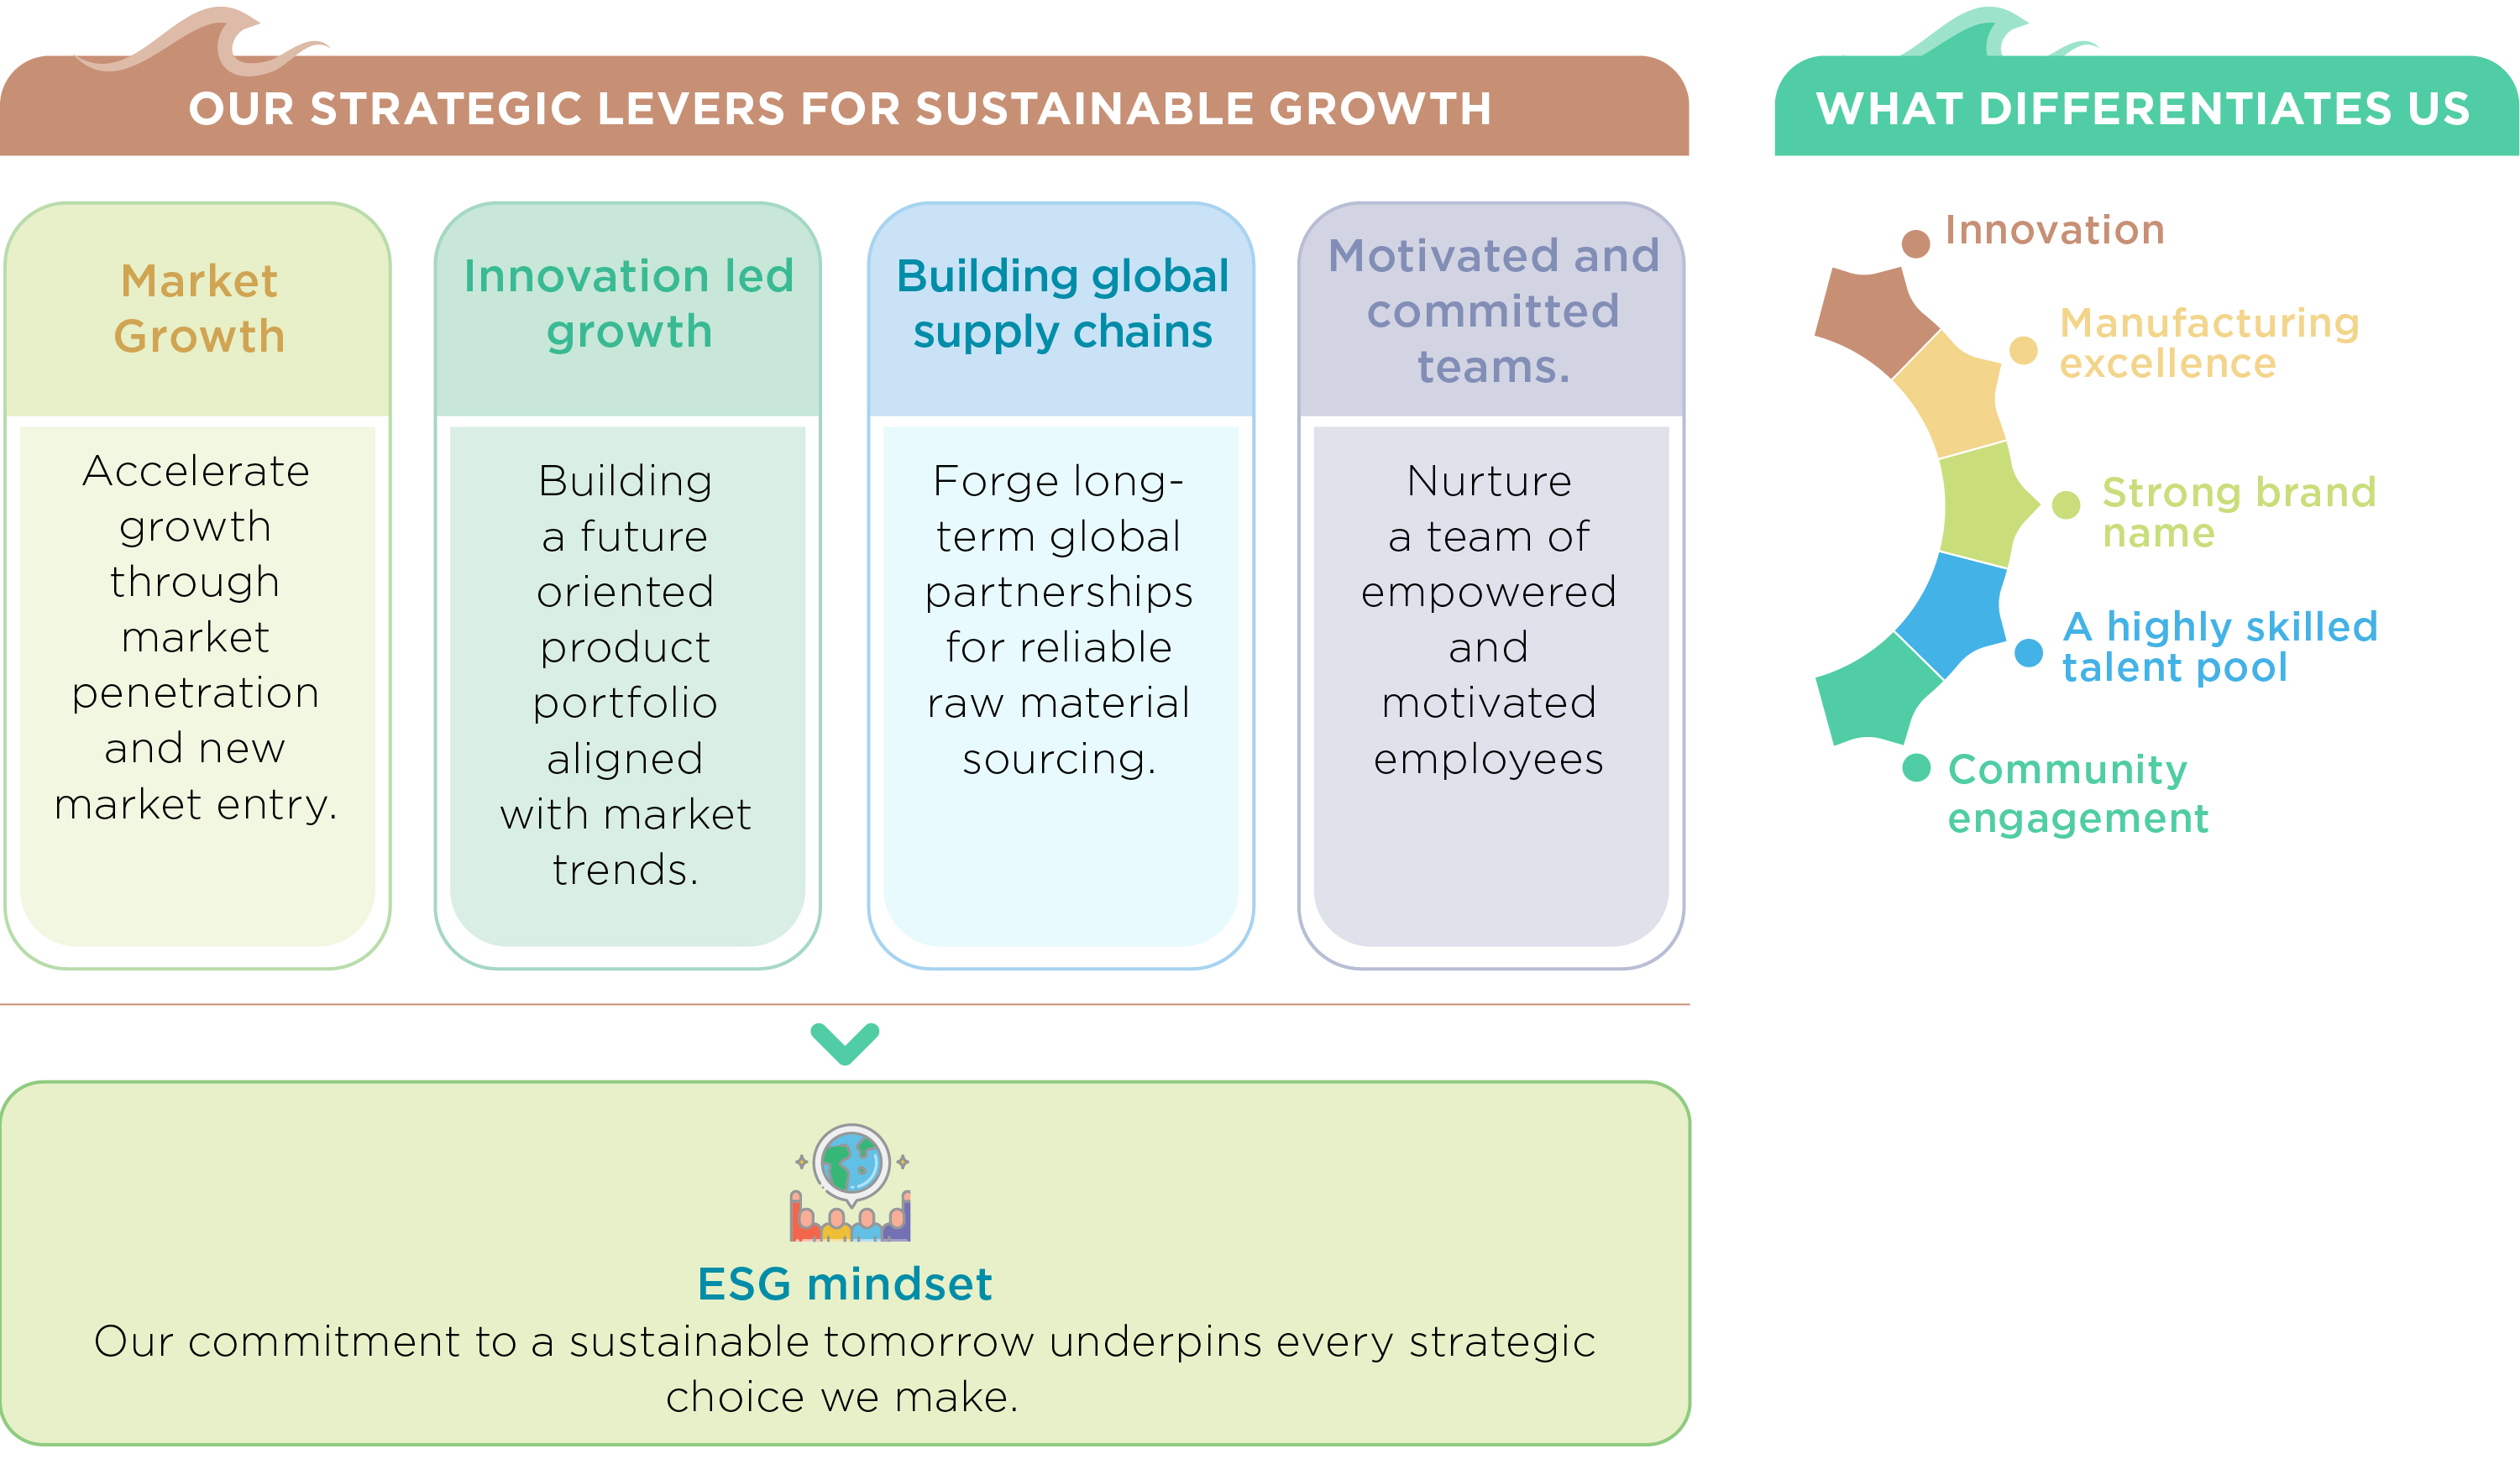 OUR STRATEGIC LEVERS FOR SUSTAINABLE GROWTH
Market
Growth
Accelerate
growth
through
market
penetration
and new
market entry.
Innovation led
growth
Building
a future
oriented
product
portfolio
aligned
with market
trends.
Building global
supply chains
Forge long-
term global
partnerships
for reliable
raw material
sourcing.
Motivated and
committed
teams.
Nurture
a team of
empowered
and
motivated
employees
ESG mindset
Our commitment to a sustainable tomorrow underpins every strategic
choice we make.
WHAT DIFFERENTIATES US
Innovation
Manufacturing
excellence
Strong brand
name
A highly skilled
talent pool
Community
engagement